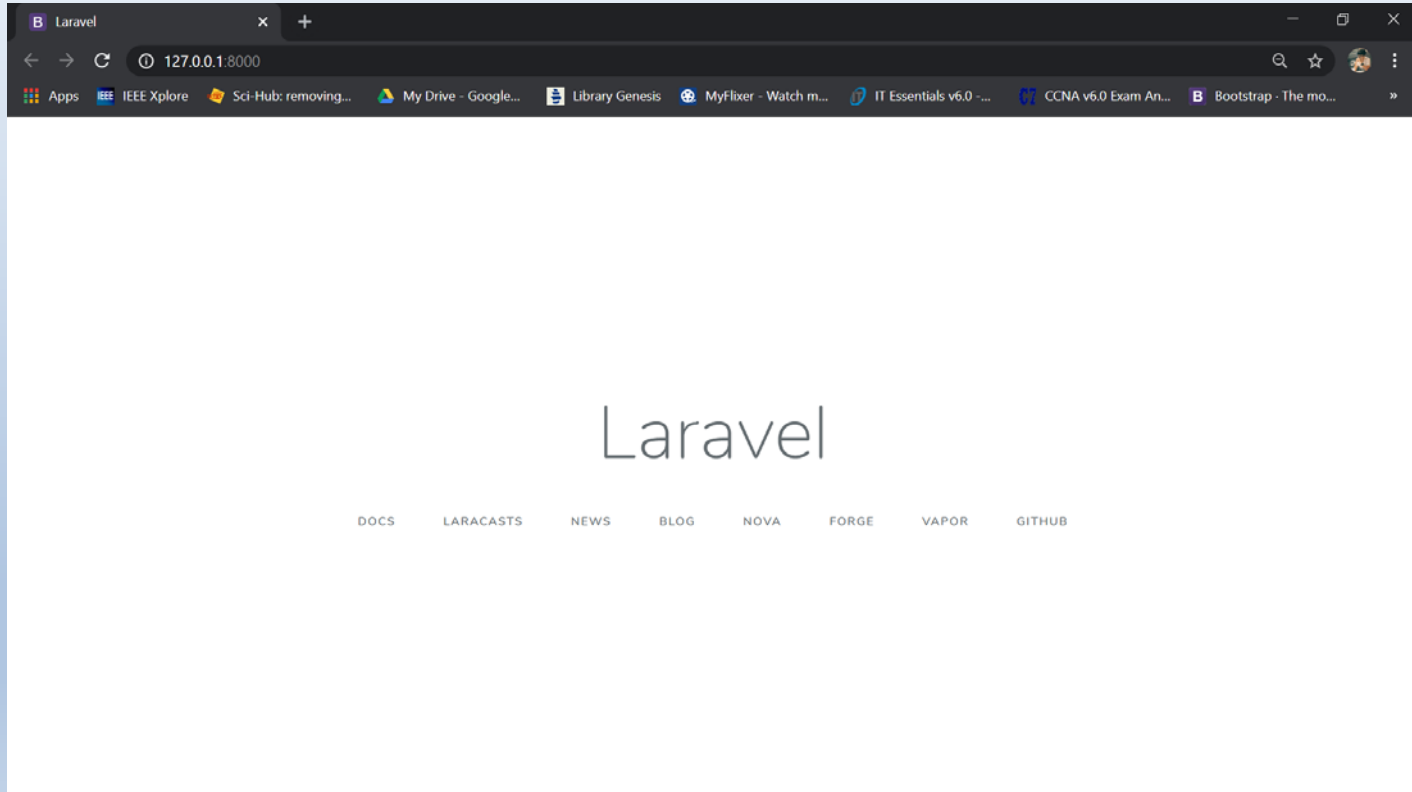 B Laravel
127.0.0.1:8000
Apps IEEE IEEE Xplore Sci-Hub: removing... My Drive - Google... Library Genesis MyFlixer - Watch m... IT Essentials v6.0 -... C7 CCNA v6.0 Exam An... B Bootstrap · The mo... »
Laravel
DOCS LARACASTS NEWS BLOG NOVA FORGE VAPOR GITHUB